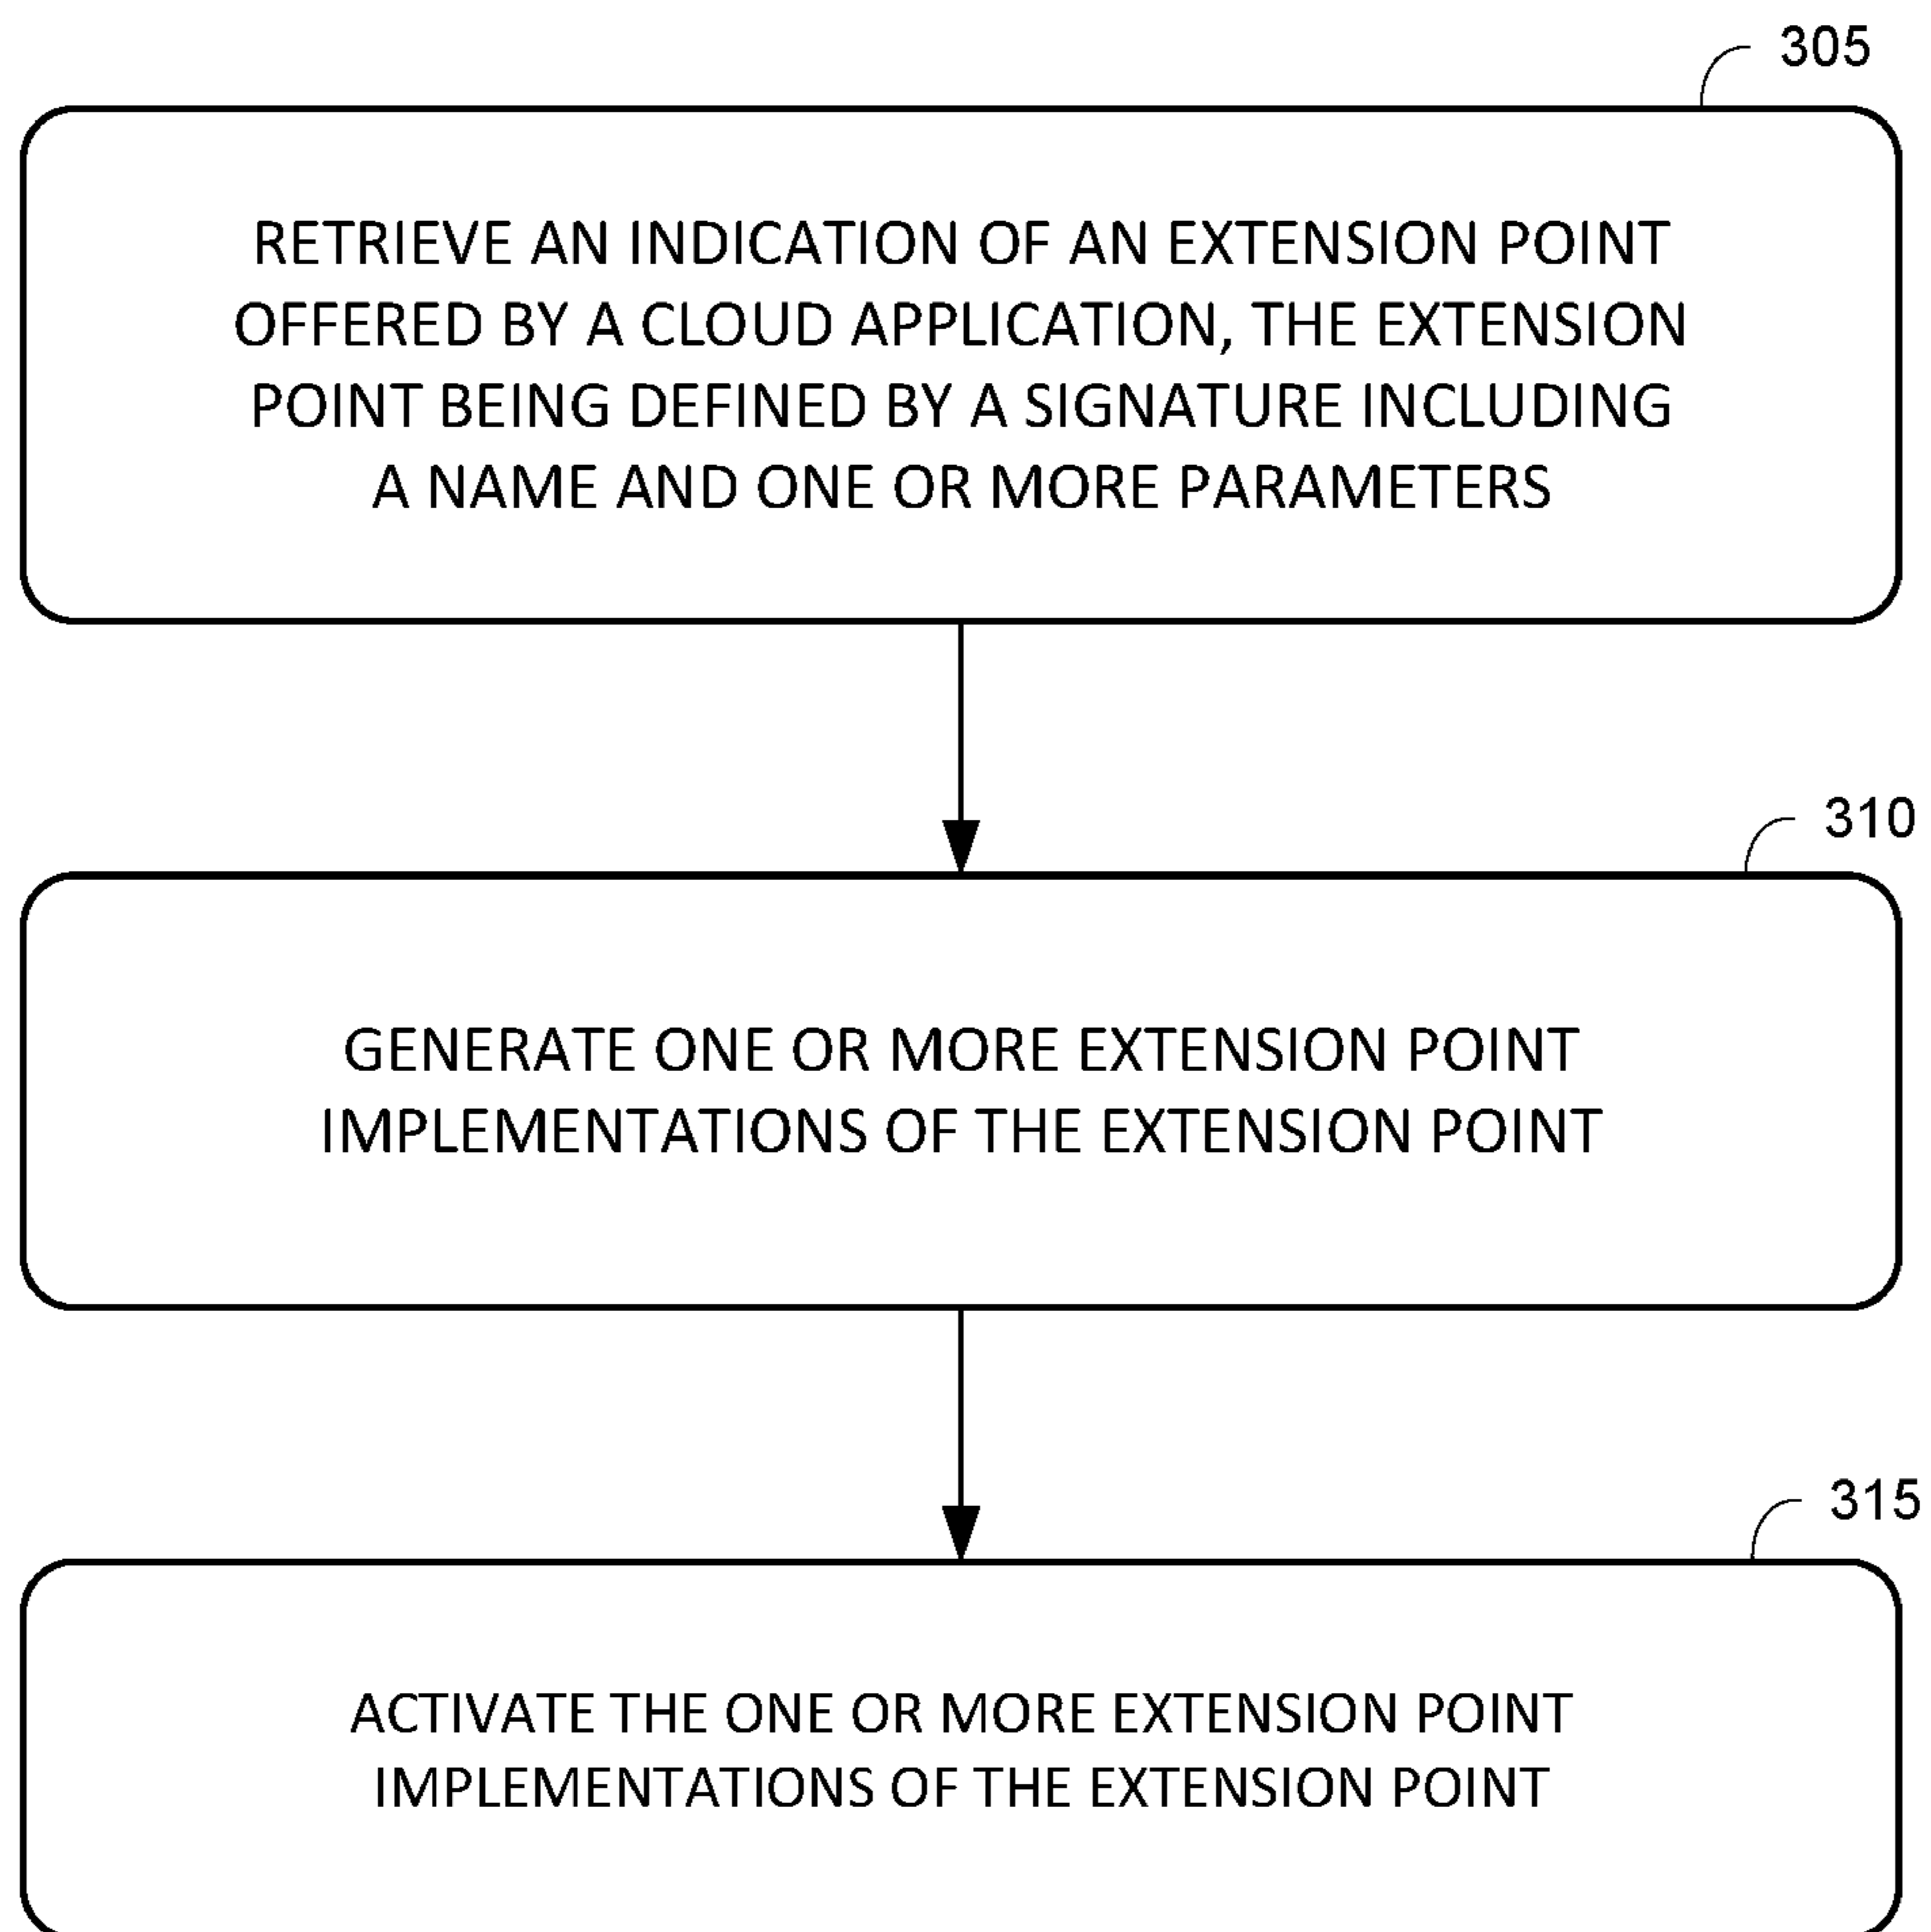 305
RETRIEVE AN INDICATION OF AN EXTENSION POINT
OFFERED BY A CLOUD APPLICATION, THE EXTENSION
POINT BEING DEFINED BY A SIGNATURE INCLUDING
A NAME AND ONE OR MORE PARAMETERS
310
GENERATE ONE OR MORE EXTENSION POINT
IMPLEMENTATIONS OF THE EXTENSION POINT
315
ACTIVATE THE ONE OR MORE EXTENSION POINT
IMPLEMENTATIONS OF THE EXTENSION POINT